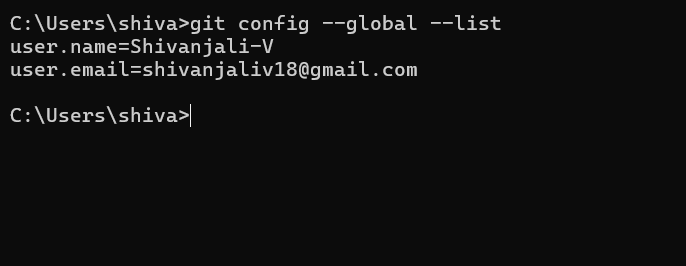 C:\Users\shiva>git config --global --list
user.name=Shivanjali-V
user.email=shivanjaliv18@gmail.com
C:\Users\shiva>